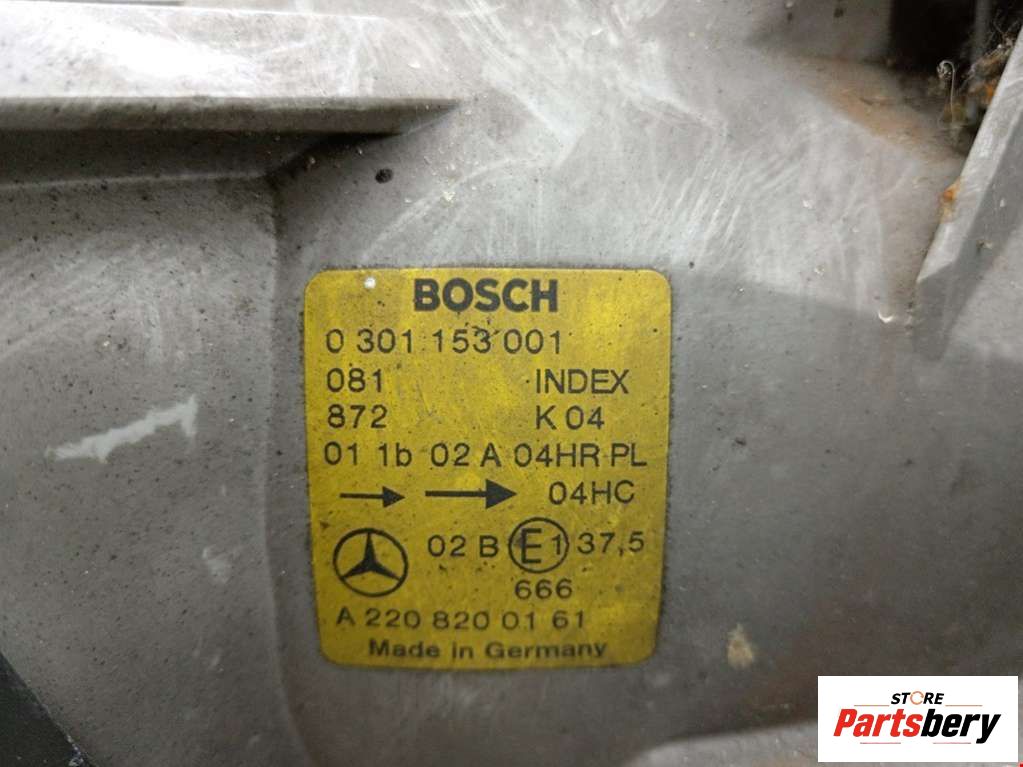 BOSCH
0 301 153 001
081 INDEX
872 K 04
01 1b 02 A 04HR PL
04HC
02 B E1 37,5
666
A 220 820 01 61
Made in Germany
STORE
Partsbery